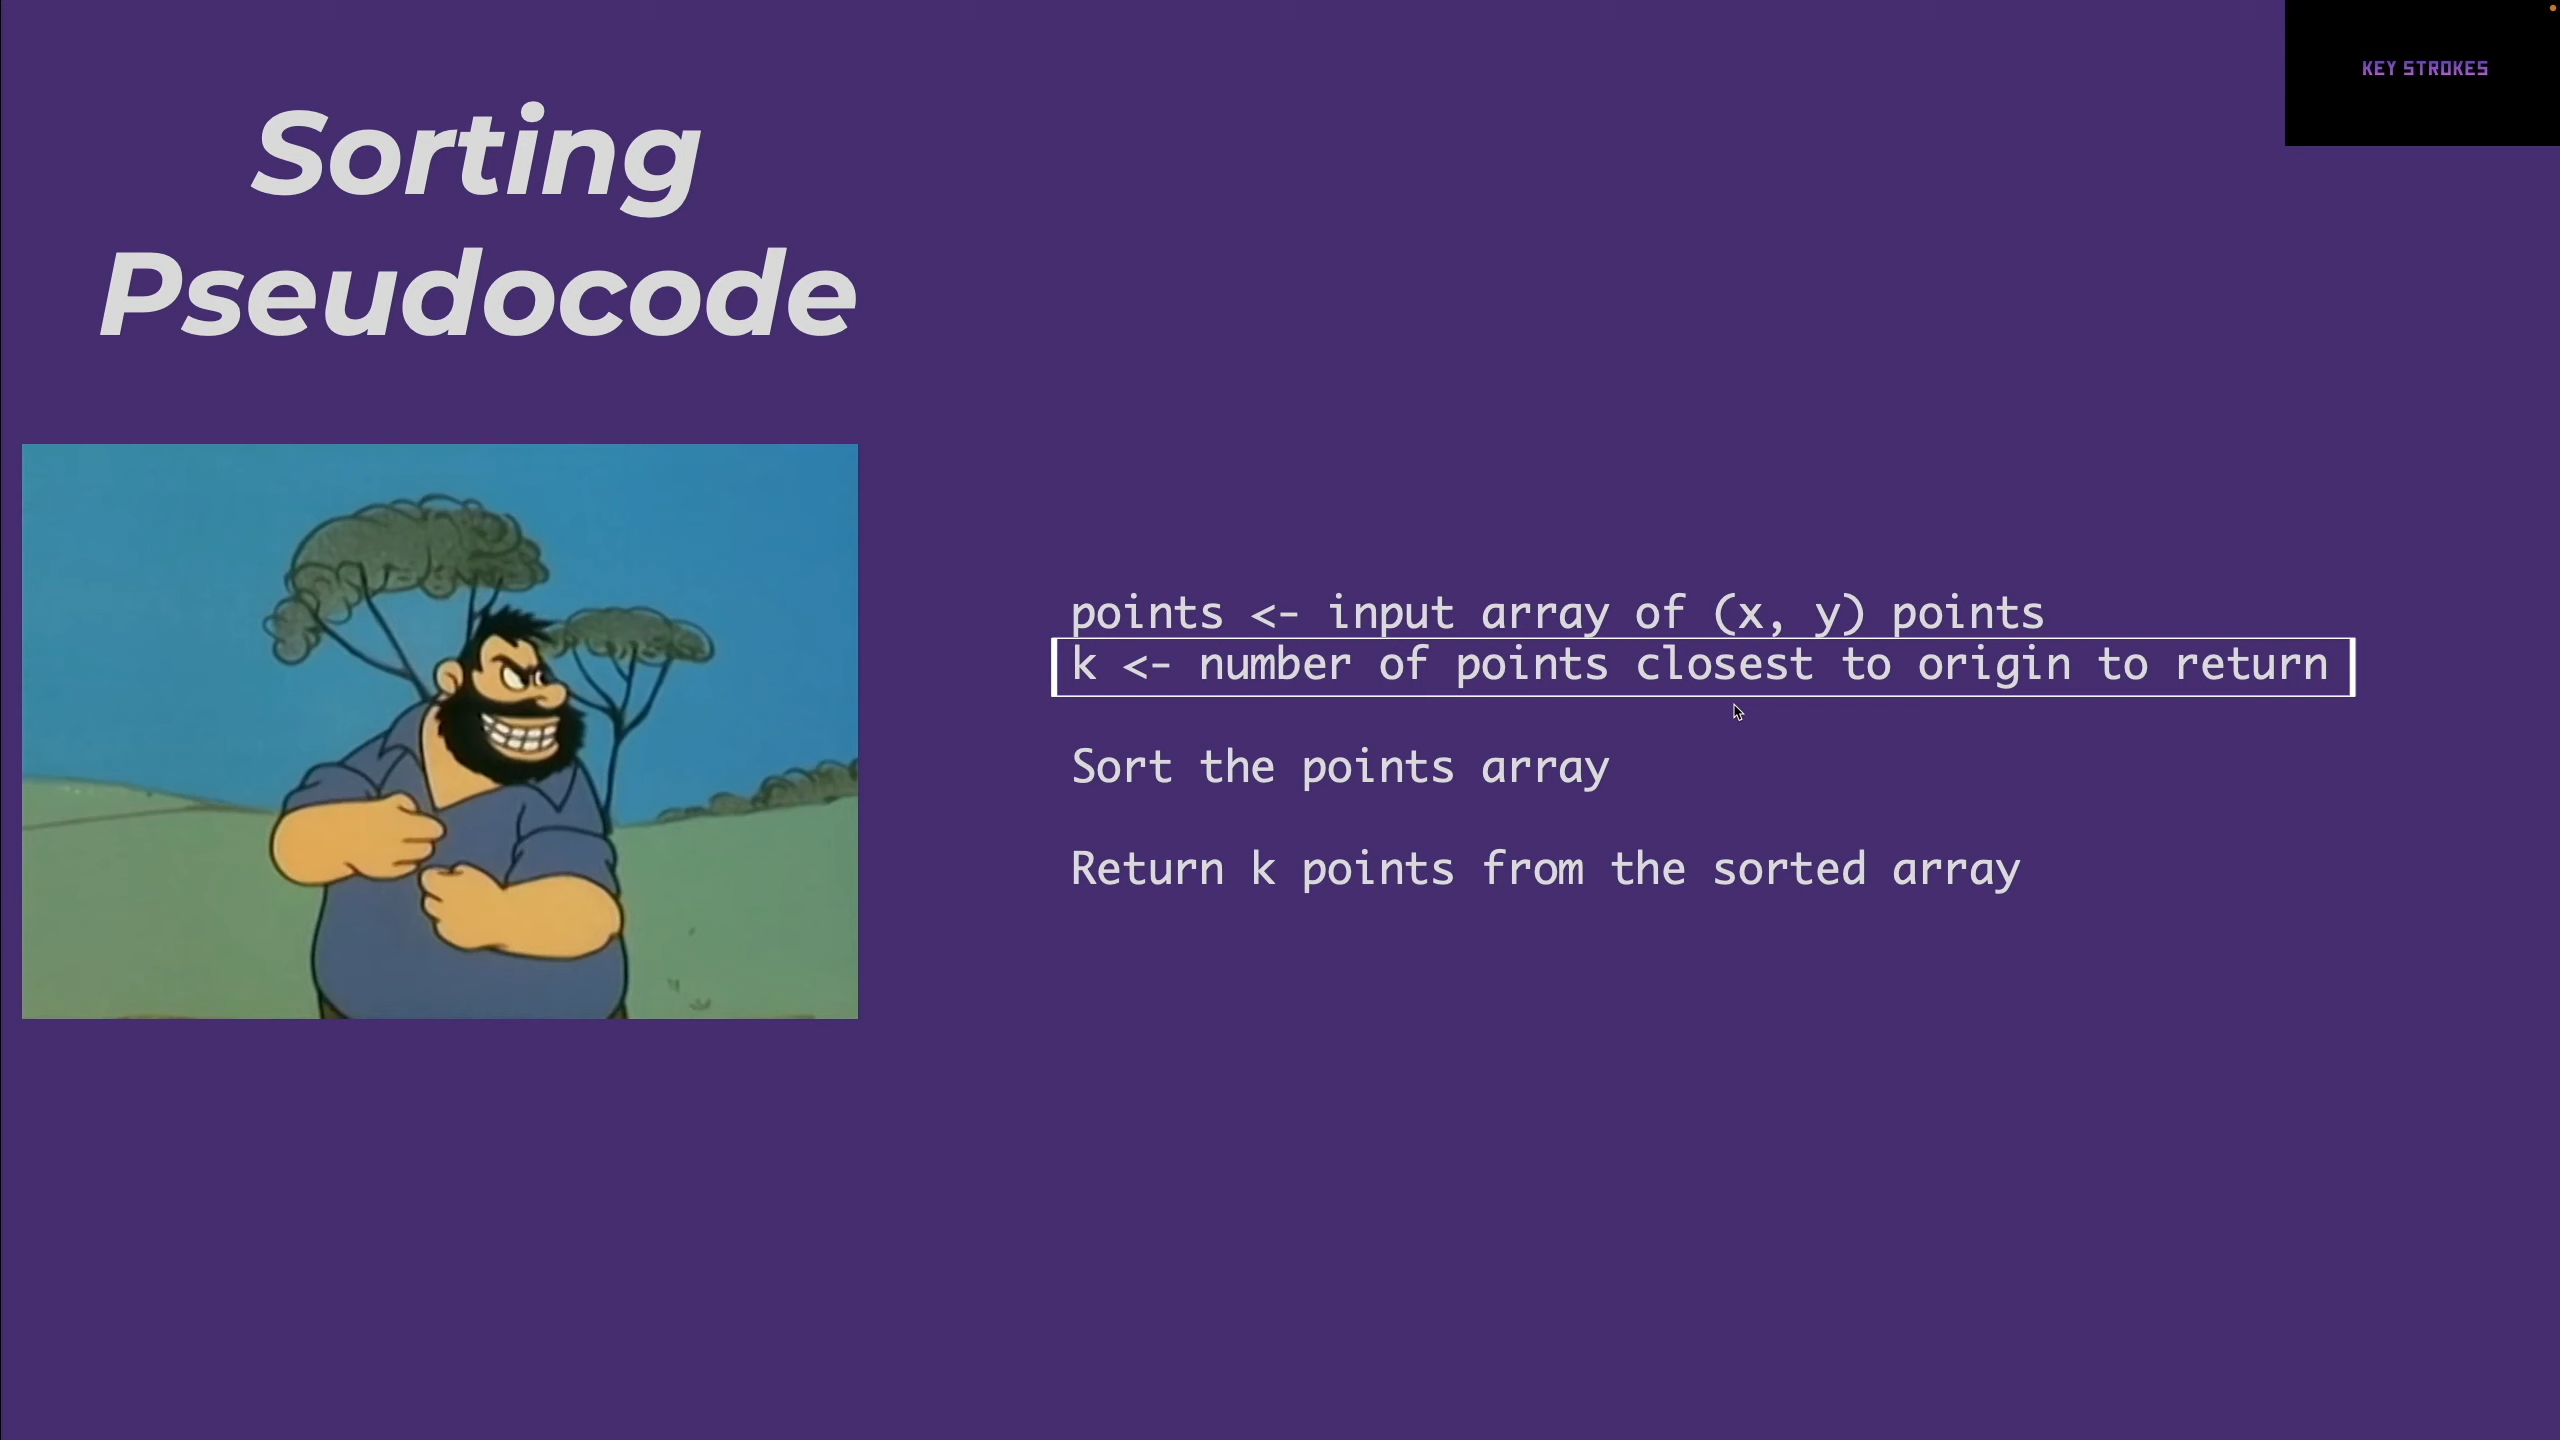 Sorting
Pseudocode
KEY STROKES
points <- input array of (x, y) points
k <- number of points closest to origin to return
Sort the points array
Return k points from the sorted array